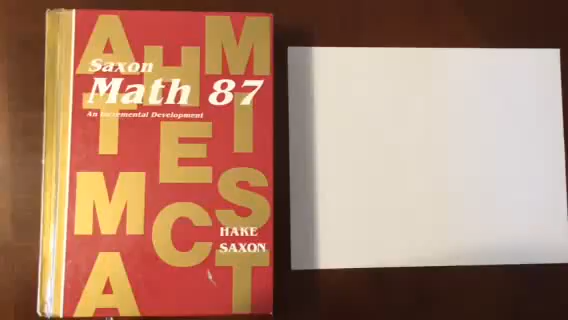 Saxon
Math 87
An Incremental Development
A H M
T I
E
M S
C
A T
HAKE
SAXON